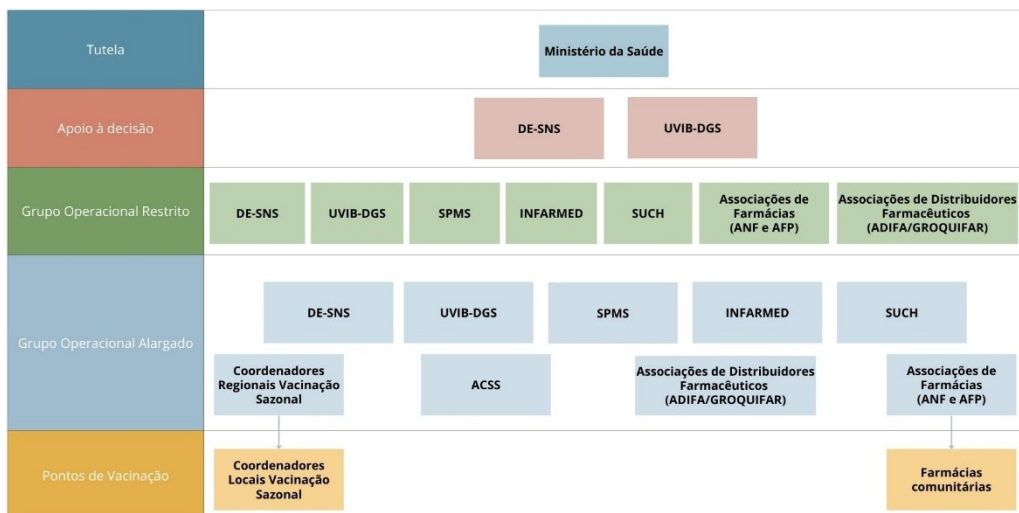 Tutela
Ministério da Saúde
Apoio à decisão
DE-SNS
UVIB-DGS
Grupo Operacional Restrito
DE-SNS
UVIB-DGS
SPMS
INFARMED
SUCH
Associações de
Farmácias
(ANF e AFP)
Associações de Distribuidores
Farmacêuticos
(ADIFA/GROQUIFAR)
Grupo Operacional Alargado
DE-SNS
UVIB-DGS
SPMS
INFARMED
SUCH
Coordenadores
Regionais Vacinação
Sazonal
ACSS
Associações de Distribuidores
Farmacêuticos
(ADIFA/GROQUIFAR)
Associações de
Farmácias
(ANF e AFP)
Pontos de Vacinação
Coordenadores
Locais Vacinação
Sazonal
Farmácias
comunitárias